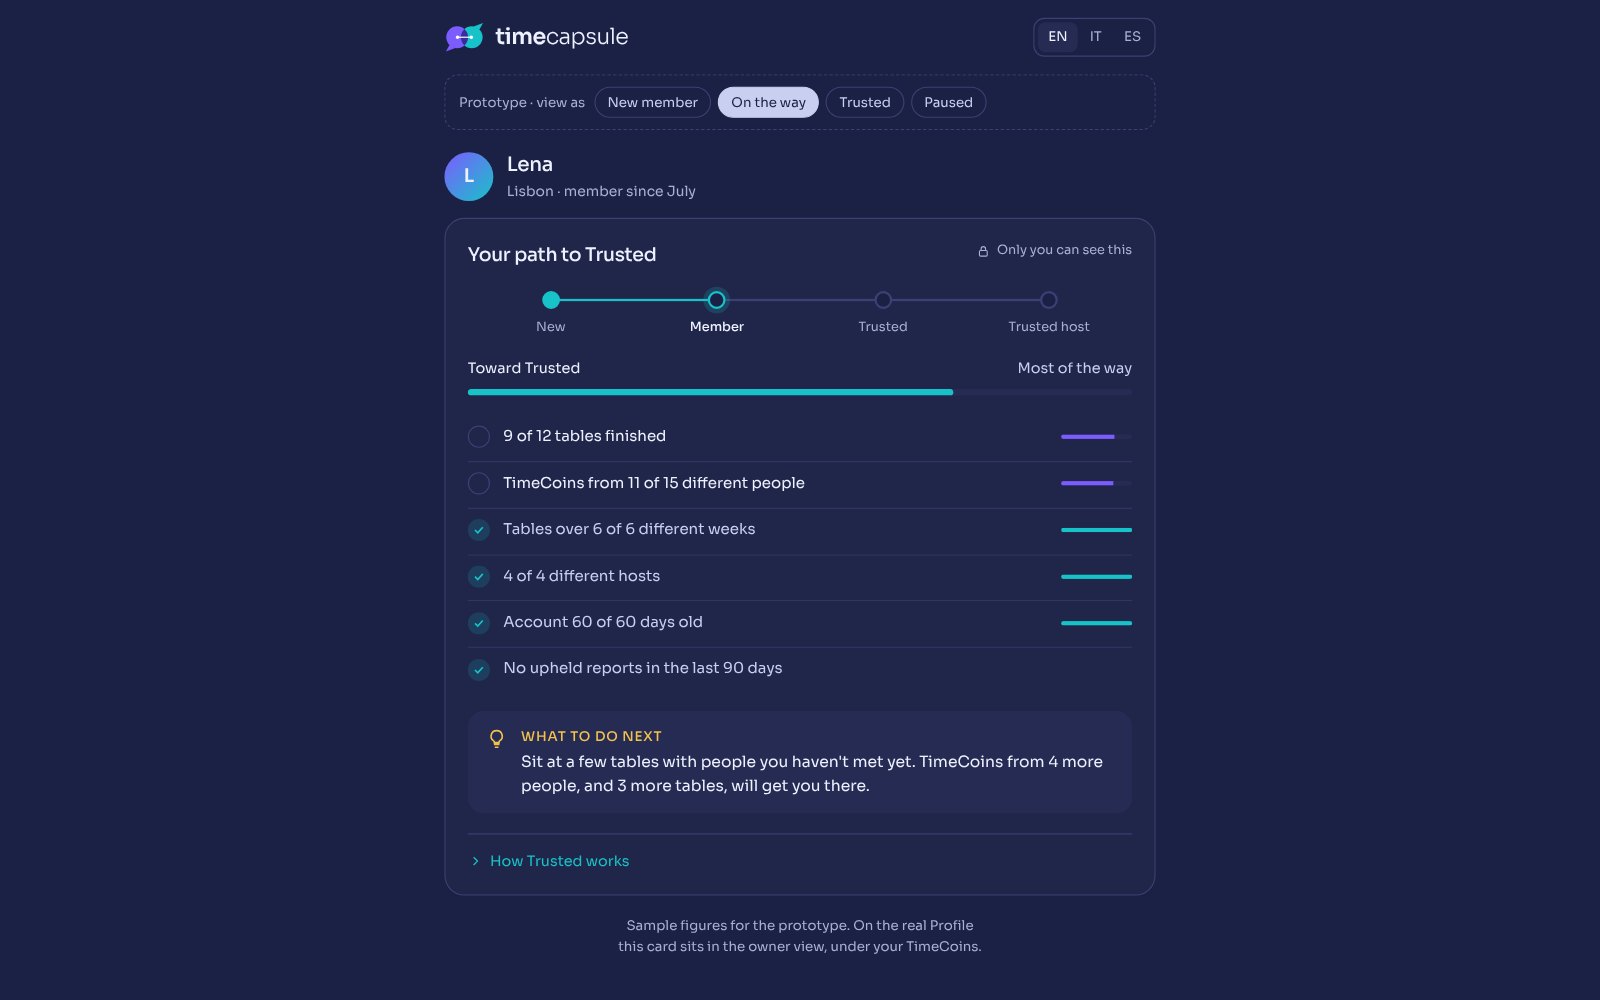 timecapsule
EN IT ES
Prototype · view as New member On the way Trusted Paused
L
Lena
Lisbon · member since July
Your path to Trusted
Only you can see this
New Member Trusted Trusted host
Toward Trusted Most of the way
9 of 12 tables finished
TimeCoins from 11 of 15 different people
Tables over 6 of 6 different weeks
4 of 4 different hosts
Account 60 of 60 days old
No upheld reports in the last 90 days
WHAT TO DO NEXT
Sit at a few tables with people you haven't met yet. TimeCoins from 4 more
people, and 3 more tables, will get you there.
How Trusted works
Sample figures for the prototype. On the real Profile
this card sits in the owner view, under your TimeCoins.